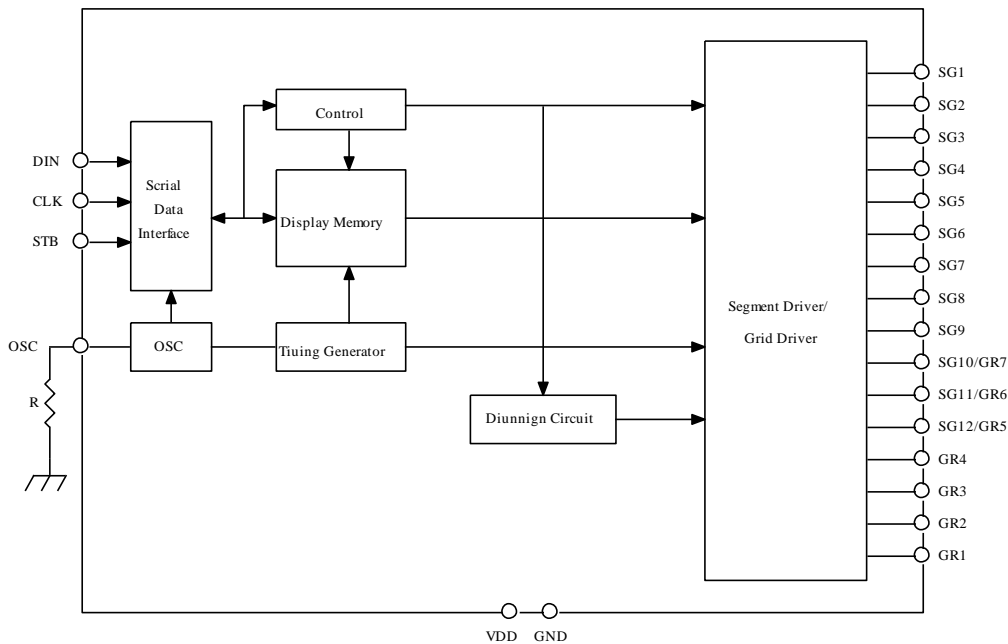 SG1
Control
SG2
SG3
DIN
SG4
Scrial
Data
Interface
CLK
SG5
Display Memory
STB
SG6
SG7
Segment Driver/
Grid Driver
SG8
SG9
OSC
OSC
Tiuing Generator
SG10/GR7
R
SG11/GR6
Diunnign Circuit
SG12/GR5
GR4
GR3
GR2
GR1
VDD
GND